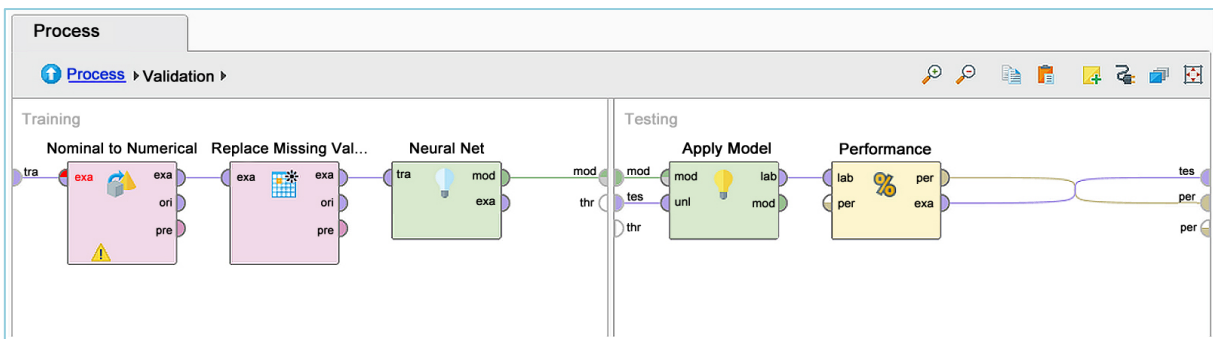 Process
Process Validation
Training
Testing
Nominal to Numerical
Replace Missing Val...
Neural Net
Apply Model
Performance
tra
exa
exa
ori
pre
exa
exa
ori
pre
tra
mod
exa
mod
thr
mod
tes
thr
mod
unl
lab
mod
lab
per
%
per
exa
tes
per
per